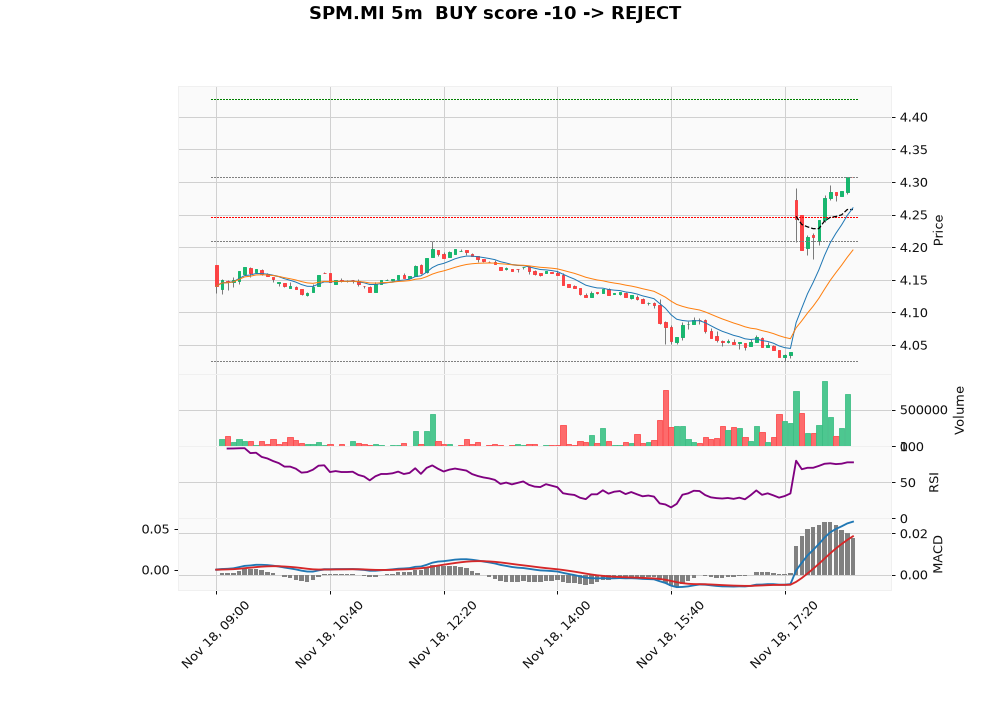 SPM.MI 5m  BUY score -10 -> REJECT
4.40
4.35
4.30
4.25
4.20
4.15
4.10
4.05
Price
500000
0
Volume
100
50
0
RSI
0.05
0.00
0.02
0.00
MACD
Nov 18, 09:00
Nov 18, 10:40
Nov 18, 12:20
Nov 18, 14:00
Nov 18, 15:40
Nov 18, 17:20